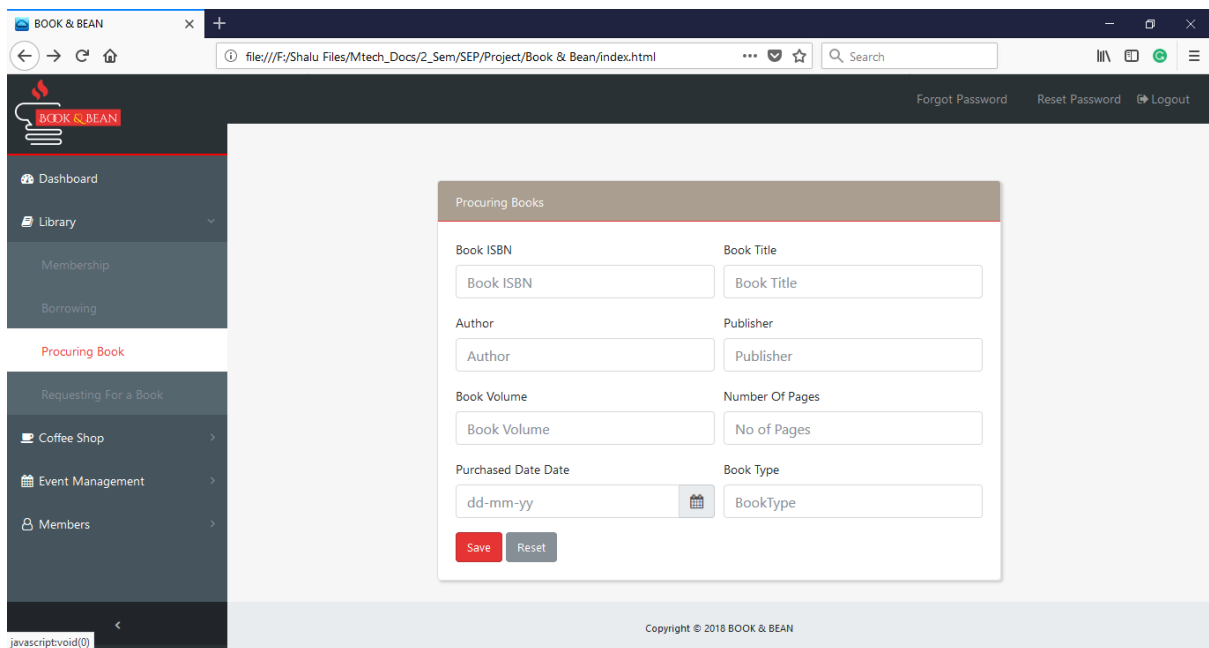 BOOK & BEAN
file:///F:/Shalu Files/Mtech_Docs/2_Sem/SEP/Project/Book & Bean/index.html
Search
BOOK & BEAN
Forgot Password
Reset Password
Logout
Dashboard
Library
Membership
Borrowing
Procuring Book
Requesting For a Book
Coffee Shop
Event Management
Members
Procuring Books
Book ISBN
Book Title
Book ISBN
Book Title
Author
Publisher
Author
Publisher
Book Volume
Number Of Pages
Book Volume
No of Pages
Purchased Date Date
Book Type
dd-mm-yy
BookType
Save
Reset
Copyright © 2018 BOOK & BEAN
javascript:void(0)